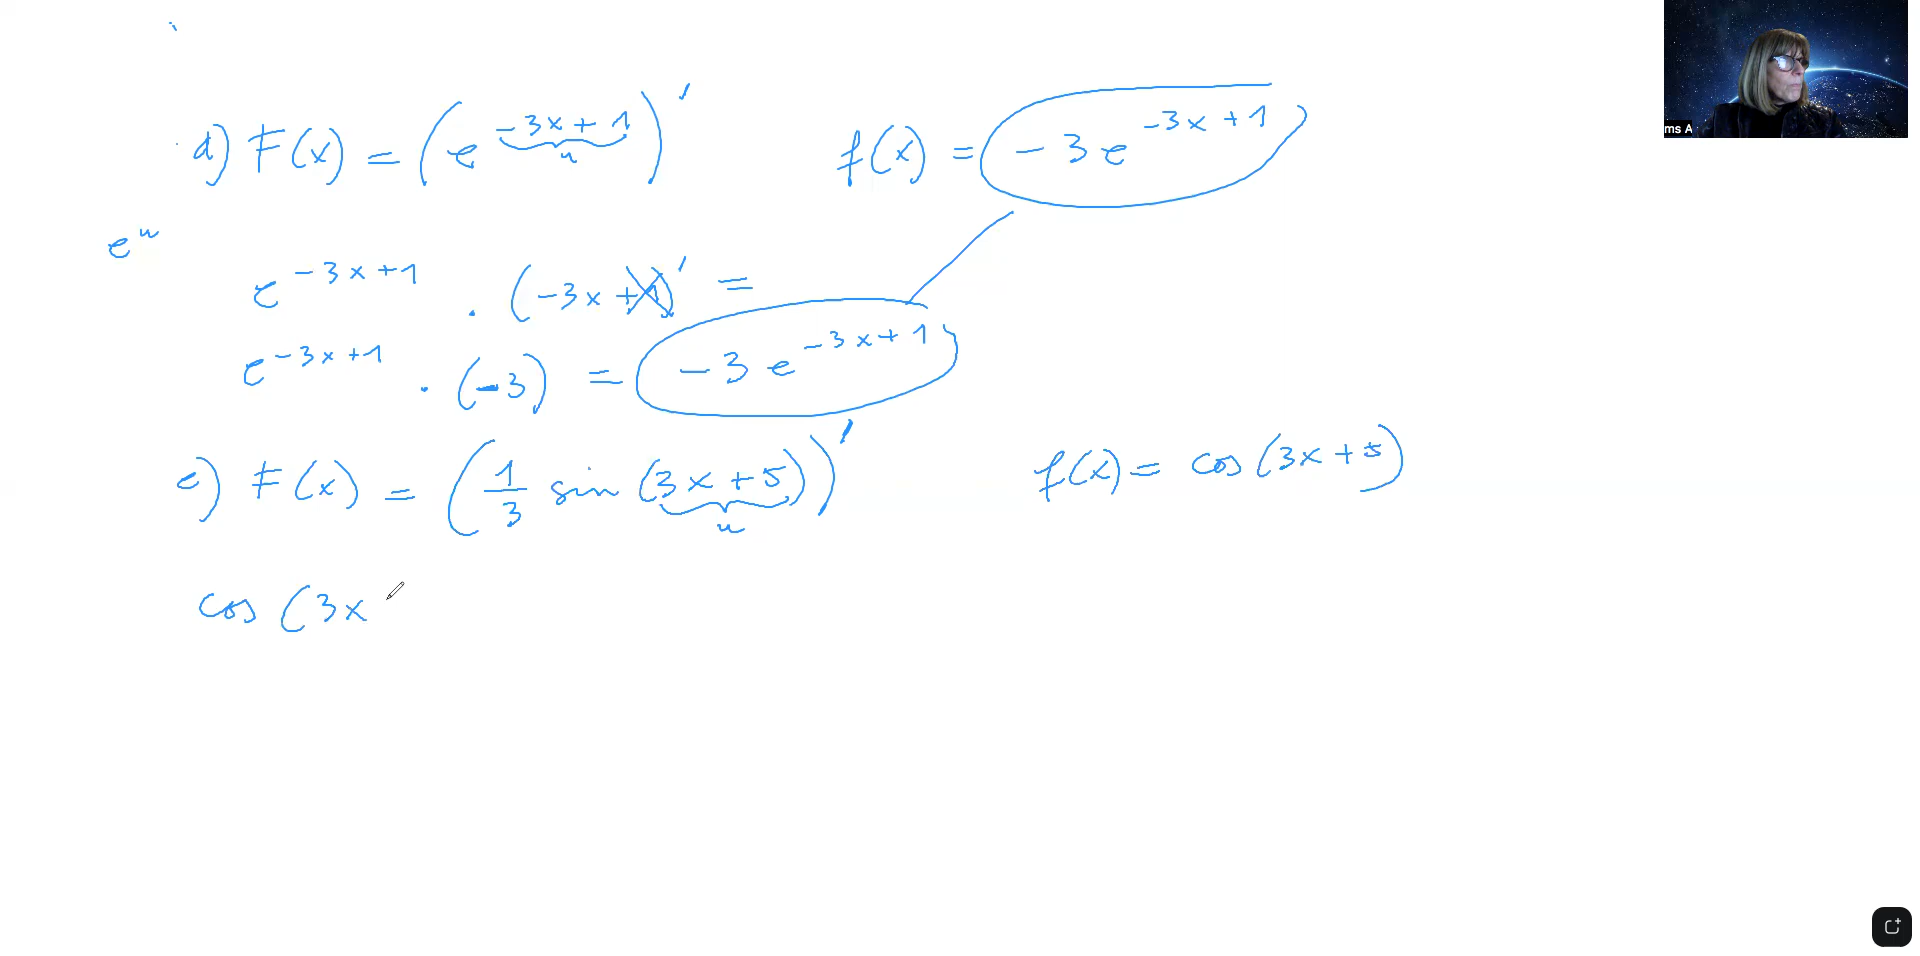 d) F(x) = (e^{-3x+1})' f(x) = -3e^{-3x+1}
u
e^u
e^{-3x+1} · (-3x+1)' =
e^{-3x+1} · (-3) = -3e^{-3x+1}
e) F(x) = (1/3 sin(3x+5))' f(x) = cos(3x+5)
u
cos(3x
ms A